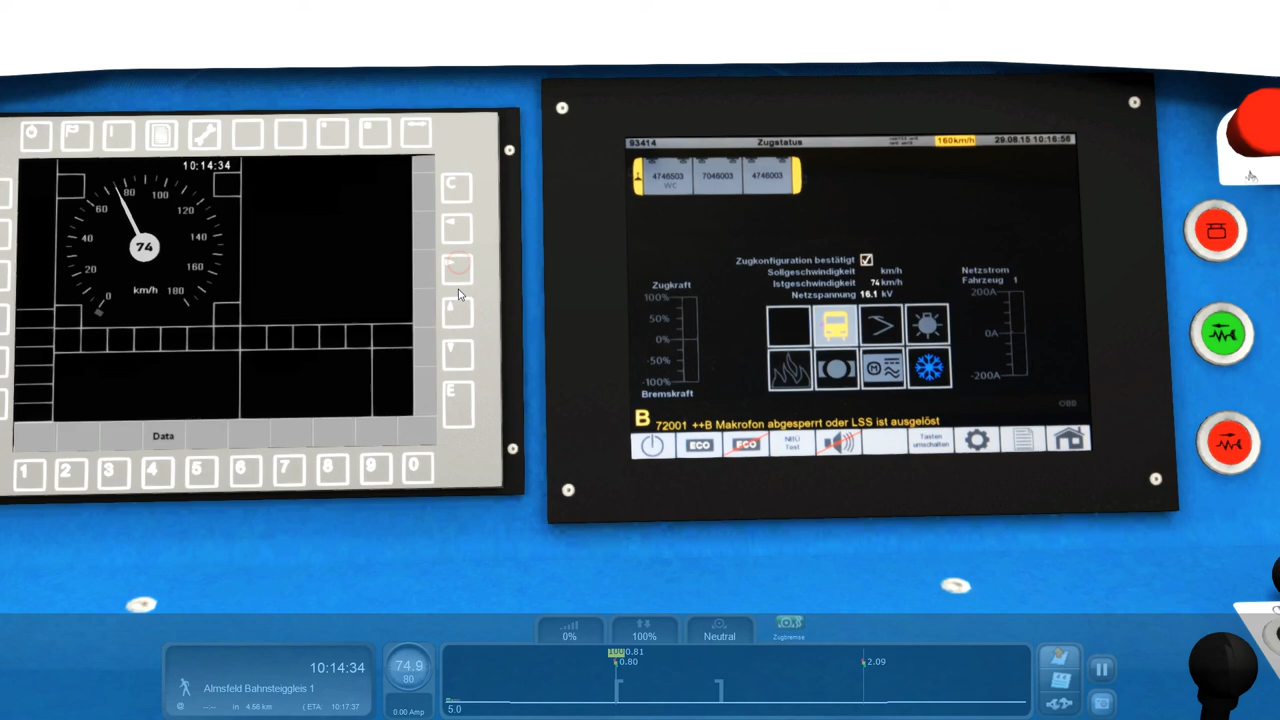 10:14:34
0
20
40
60
80
100
120
140
160
180
74
km/h
C
E
Data
1 2 3 4 5 6 7 8 9 0
93414
Zugstatus
160km/h
29.08.15 10:16:56
4746503
WC
7046003
4746003
Zugkonfiguration bestätigt
Sollgeschwindigkeit km/h
Istgeschwindigkeit 74 km/h
Netzspannung 16.1 kV
Zugkraft
100%
50%
0%
-50%
-100%
Bremskraft
Netzstrom
Fahrzeug 1
200A
0A
-200A
ÖBB
B 72001 ++B Makrofon abgesperrt oder LSS ist ausgelöst
ECO
ECO
NBÜ
Test
Tasten
umschalten
0%
100%
Neutral
Zugbremse
10:14:34
Almsfeld Bahnsteiggleis 1
@ --:-- in 4.56 km ( ETA: 10:17:37
74.9
80
0.00 Amp
100 0.81
0.80
2.09
5.0